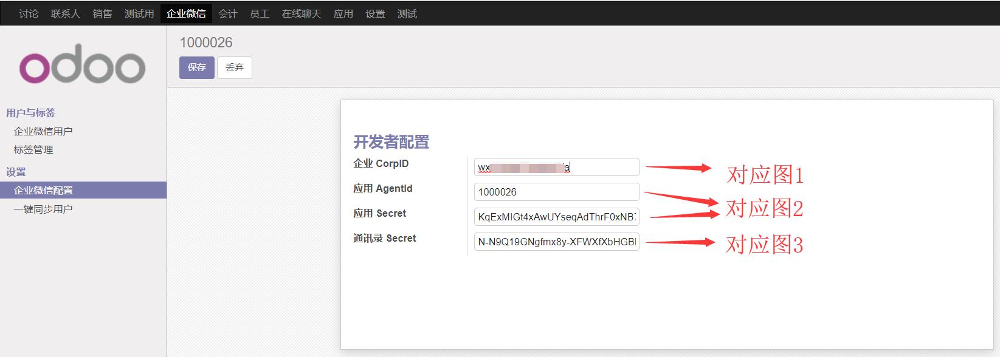 讨论 联系人 销售 测试用 企业微信 会计 员工 在线聊天 应用 设置 测试
odoo
1000026
保存 丢弃
用户与标签
企业微信用户
标签管理
设置
企业微信配置
一键同步用户
开发者配置
企业 CorpID wx a 对应图1
应用 AgentId 1000026
应用 Secret KqExMIGt4xAwUYseqAdThrF0xNB 对应图2
通讯录 Secret N-N9Q19GNgfmx8y-XFWXfXbHGB 对应图3